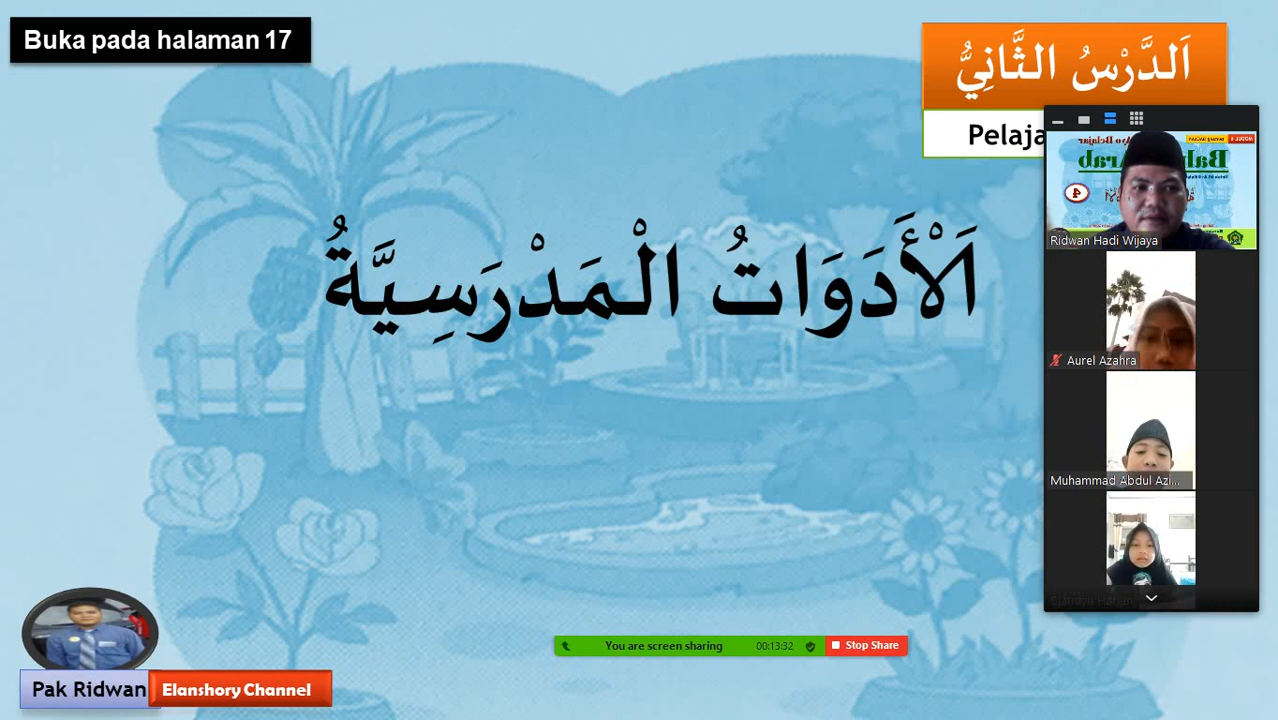 Buka pada halaman 17
اَلدَّرْسُ الثَّانِيُّ
اَلْأَدَوَاتُ الْمَدْرَسِيَّةُ
Ridwan Hadi Wijaya
Aurel Azahra
Muhammad Abdul Azi...
You are screen sharing 00:13:32 Stop Share
Pak Ridwan
Elanshory Channel